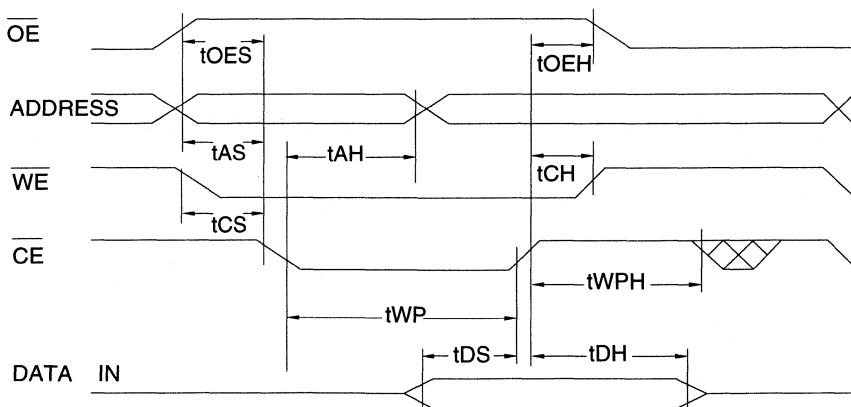 OE
tOES
tOEH
ADDRESS
tAS
tAH
WE
tCH
tCS
CE
tWPH
tWP
tDS
tDH
DATA IN